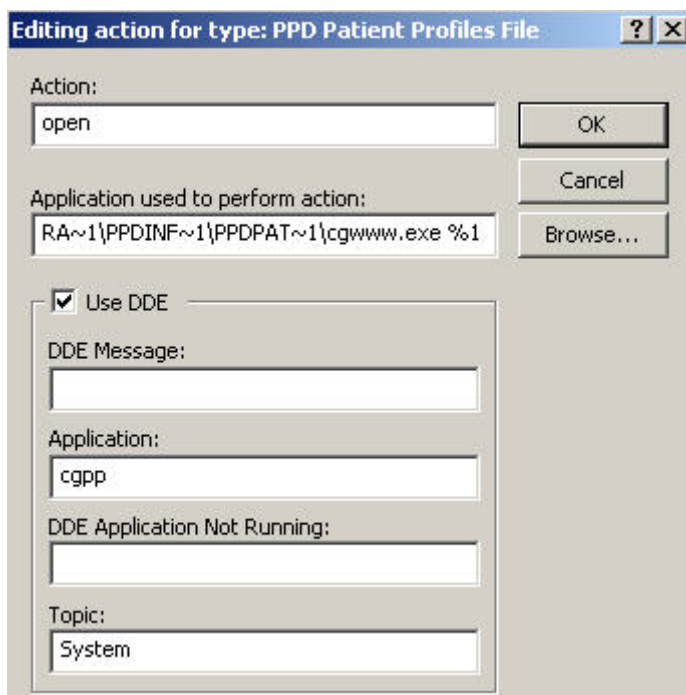 Editing action for type: PPD Patient Profiles File
Action:
open
OK
Cancel
Application used to perform action:
RA~1\PPDINF~1\PPDPAT~1\cgwww.exe %1
Browse...
Use DDE
DDE Message:
Application:
cgpp
DDE Application Not Running:
Topic:
System